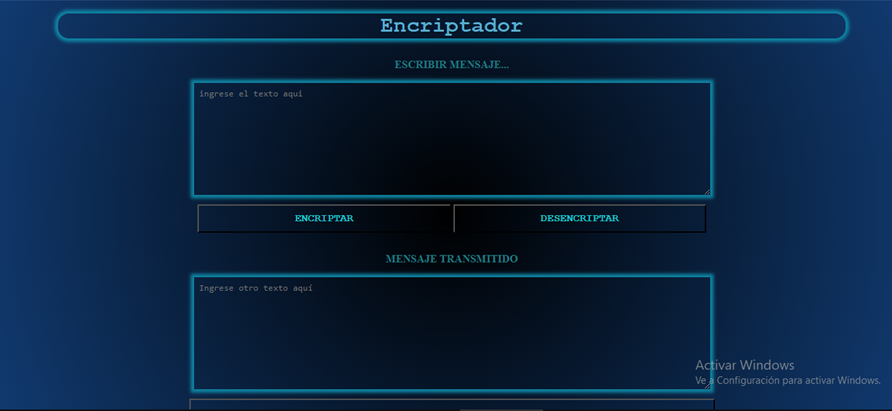 Encriptador
ESCRIBIR MENSAJE...
ingrese el texto aqui
ENCRIPTAR
DESENCRIPTAR
MENSAJE TRANSMITIDO
Ingrese otro texto aquí
Activar Windows
Ve a Configuración para activar Windows.